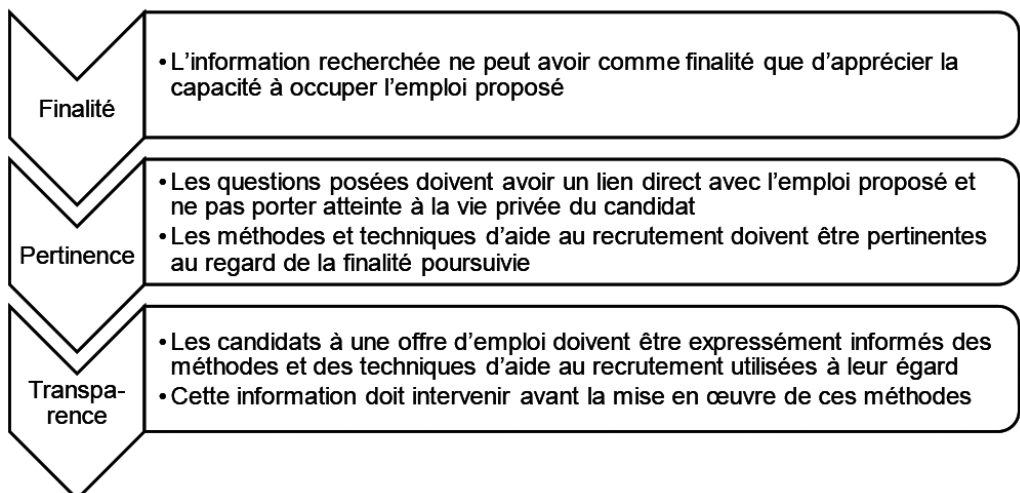 Finalité
• L’information recherchée ne peut avoir comme finalité que d’apprécier la
capacité à occuper l’emploi proposé
Pertinence
• Les questions posées doivent avoir un lien direct avec l’emploi proposé et
ne pas porter atteinte à la vie privée du candidat
• Les méthodes et techniques d’aide au recrutement doivent être pertinentes
au regard de la finalité poursuivie
Transpa-
rence
• Les candidats à une offre d’emploi doivent être expressément informés des
méthodes et des techniques d’aide au recrutement utilisées à leur égard
• Cette information doit intervenir avant la mise en œuvre de ces méthodes